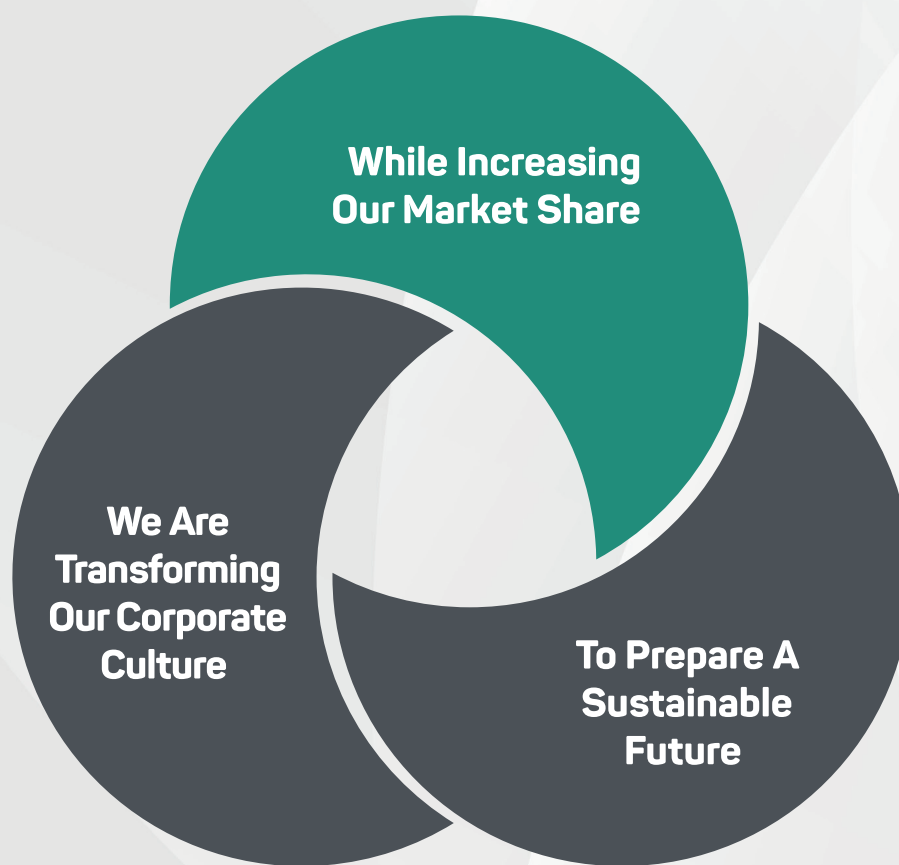 While Increasing
Our Market Share
We Are
Transforming
Our Corporate
Culture
To Prepare A
Sustainable
Future